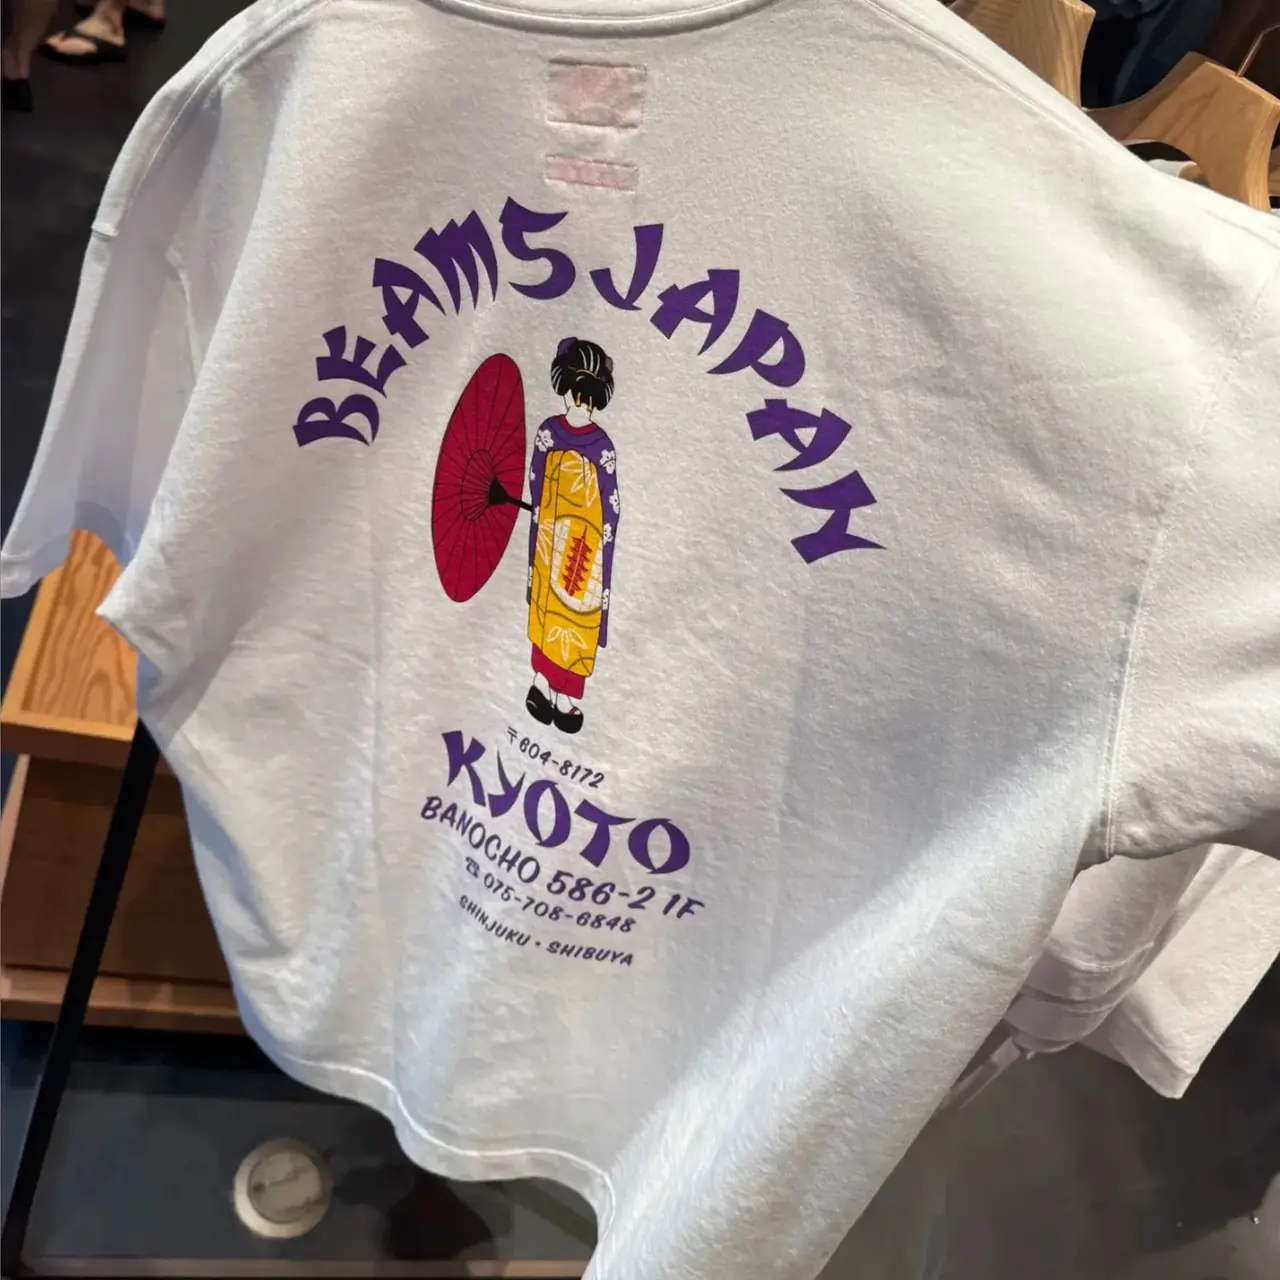 BEAMS JAPAN
〒604-8172
KYOTO
BANOCHO 586-2 1F
☎ 075-708-6848
SHINJUKU・SHIBUYA